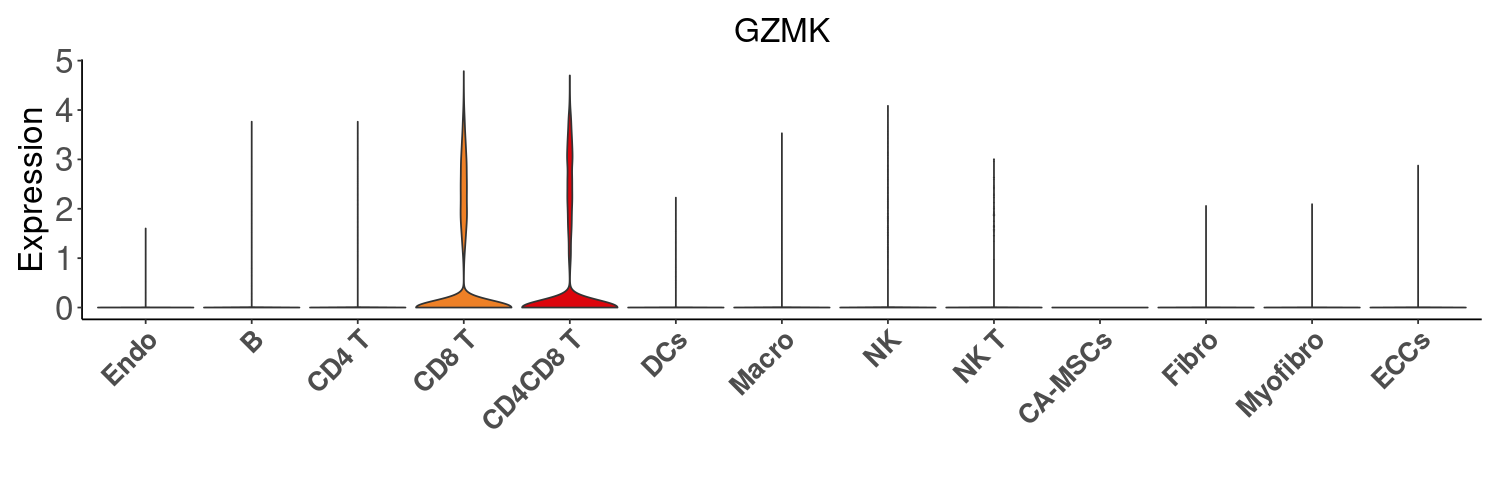 GZMK
Expression
5
4
3
2
1
0
Endo
B
CD4 T
CD8 T
CD4CD8 T
DCs
Macro
NK
NK T
CA-MSCs
Fibro
Myofibro
ECCs